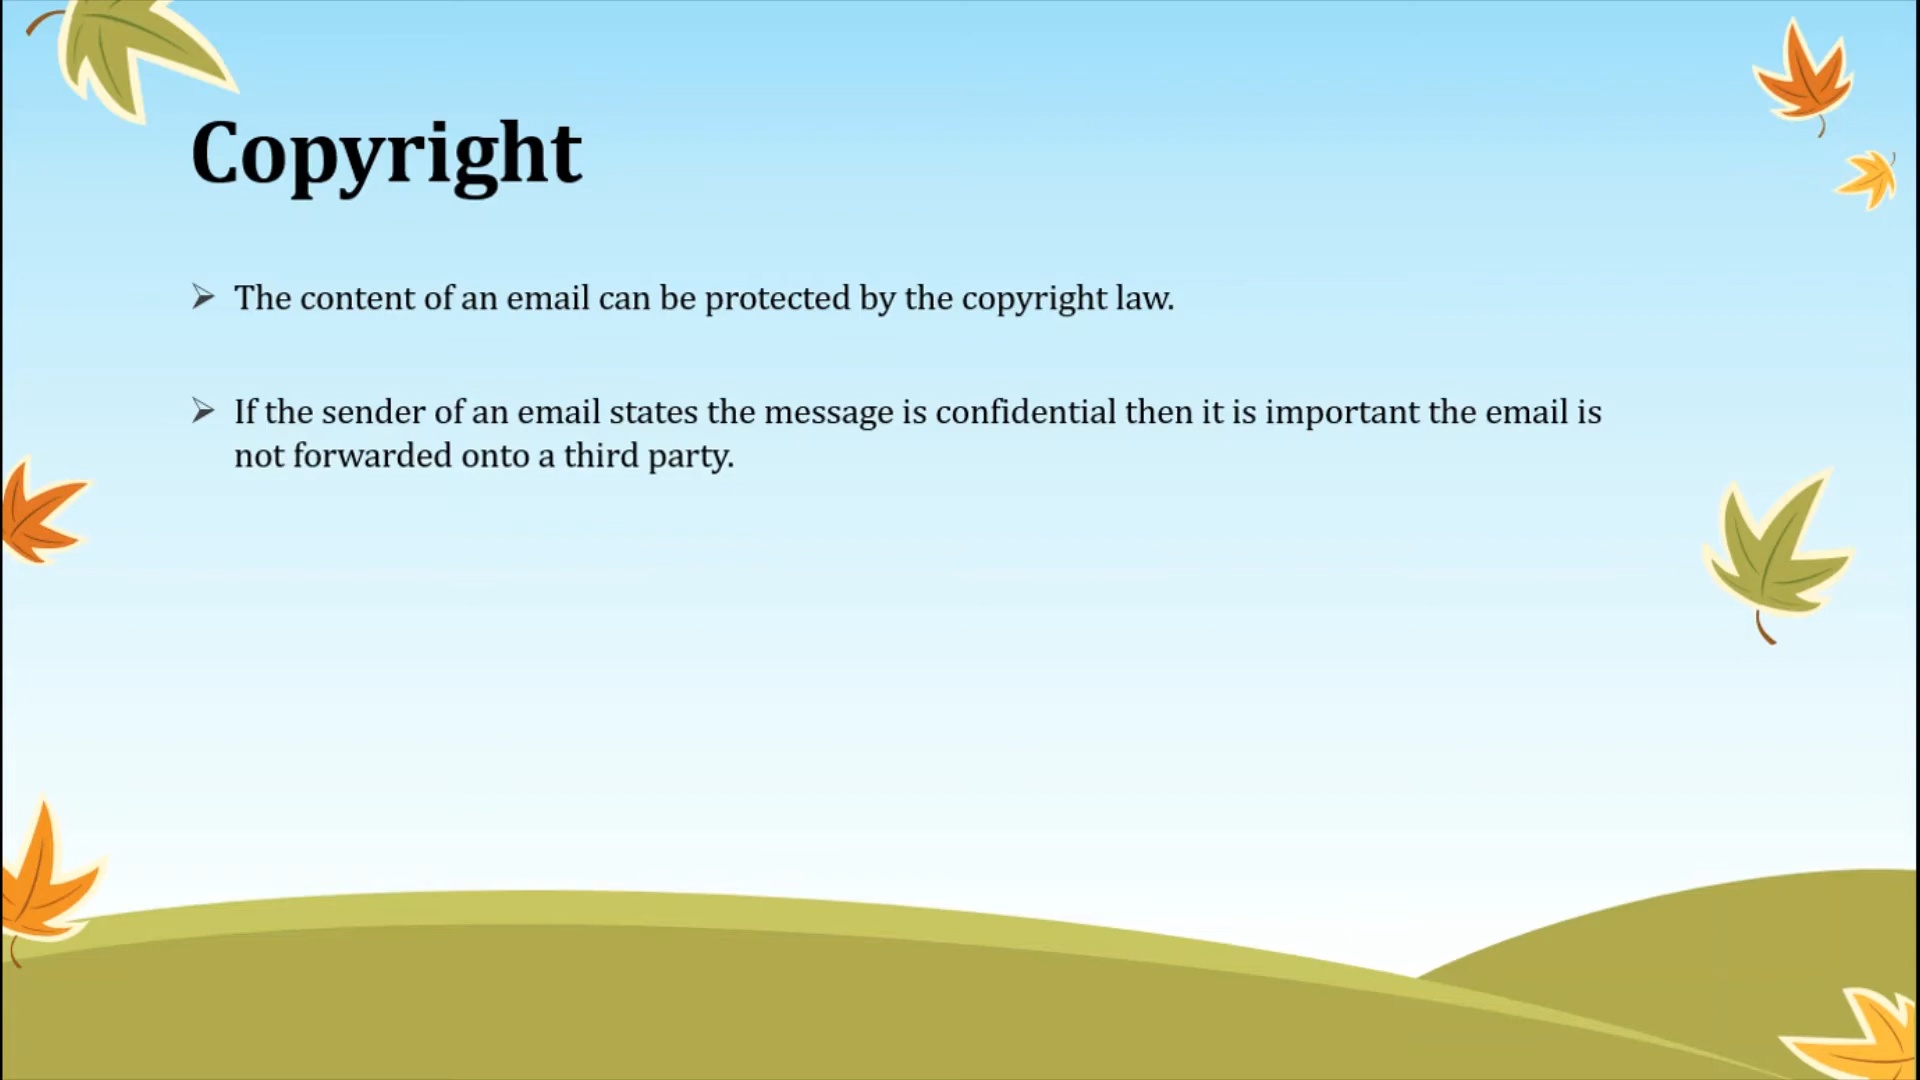 Copyright
➢ The content of an email can be protected by the copyright law.
➢ If the sender of an email states the message is confidential then it is important the email is
not forwarded onto a third party.